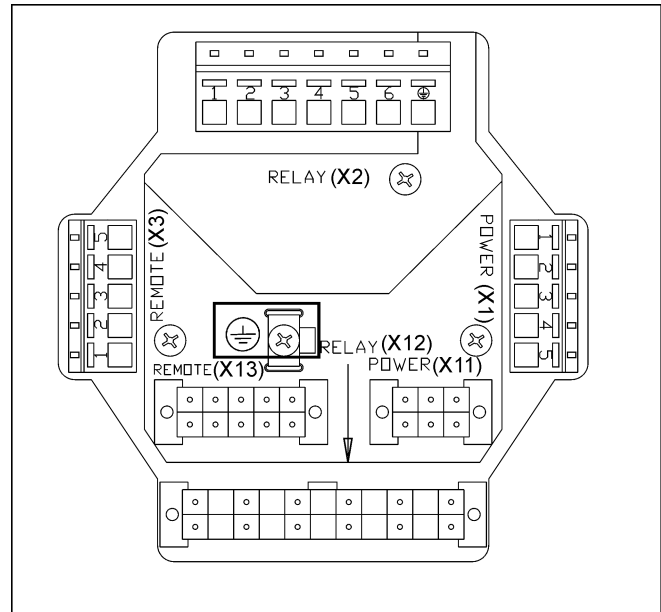 1 2 3 4 5 6
RELAY (X2)
REMOTE (X3)
5
4
3
2
1
POWER (X1)
1
2
3
4
5
RELAY (X12)
REMOTE (X13)
POWER (X11)